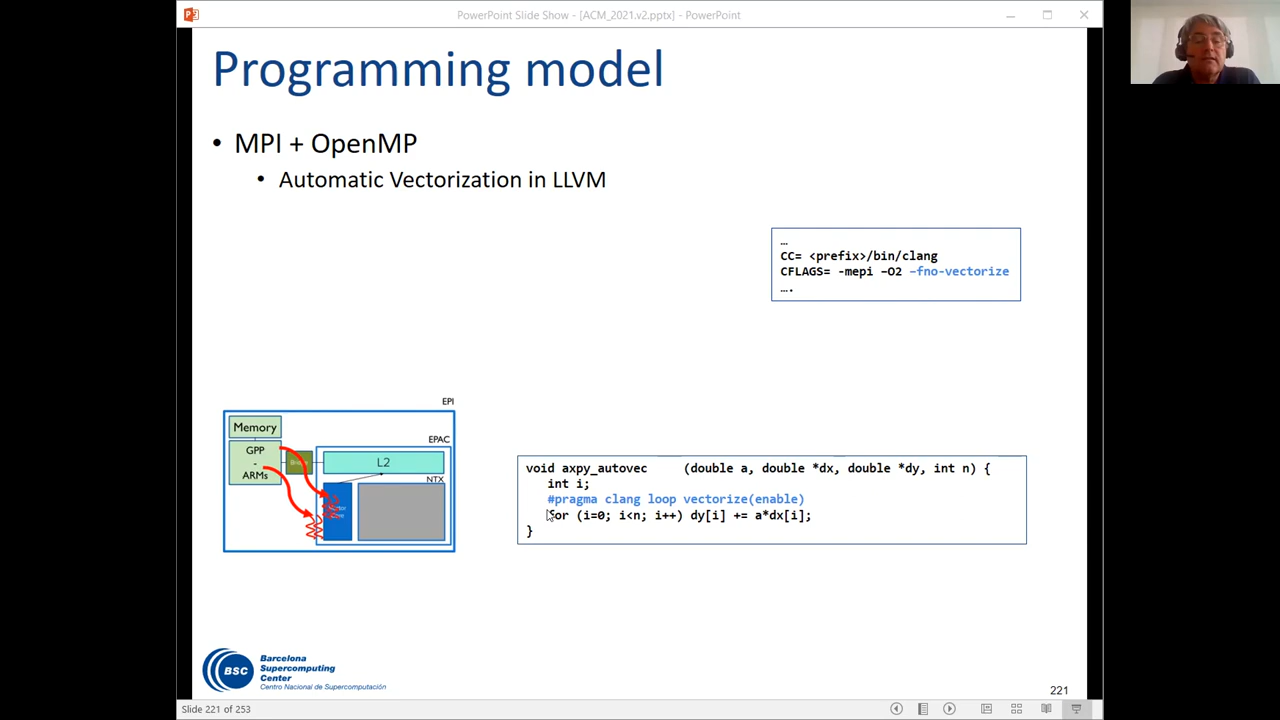 PowerPoint Slide Show - [ACM_2021.v2.pptx] - PowerPoint
Programming model
• MPI + OpenMP
• Automatic Vectorization in LLVM
…
CC= <prefix>/bin/clang
CFLAGS= -mepi –O2 –fno-vectorize
….
EPI
Memory
EPAC
GPP
-
ARMs
L2
NTX
void axpy_autovec (double a, double *dx, double *dy, int n) {
int i;
#pragma clang loop vectorize(enable)
for (i=0; i<n; i++) dy[i] += a*dx[i];
}
BSC
Barcelona
Supercomputing
Center
Centro Nacional de Supercomputación
221
Slide 221 of 253